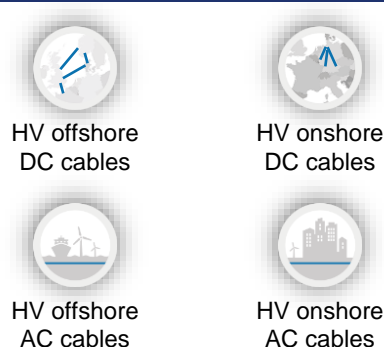 HV offshore
DC cables
HV onshore
DC cables
HV offshore
AC cables
HV onshore
AC cables